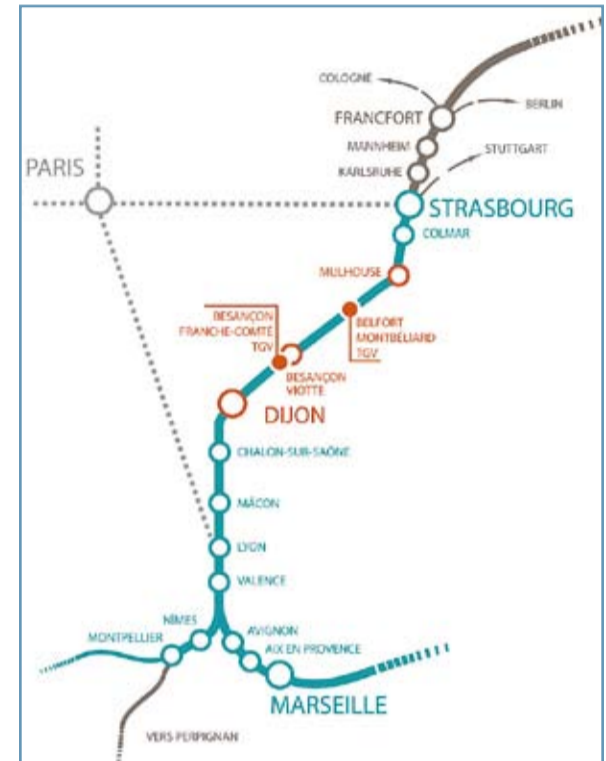 COLOGNE
BERLIN
FRANCFORT
MANNHEIM
STUTTGART
KARLSRUHE
PARIS
STRASBOURG
COLMAR
MULHOUSE
BESANÇON
FRANCHE-COMTÉ
TGV
BELFORT
MONTBÉLIARD
TGV
BESANÇON
VIOTTE
DIJON
CHALON-SUR-SAÔNE
MÂCON
LYON
VALENCE
NÎMES
MONTPELLIER
AVIGNON
AIX EN PROVENCE
MARSEILLE
VERS PERPIGNAN